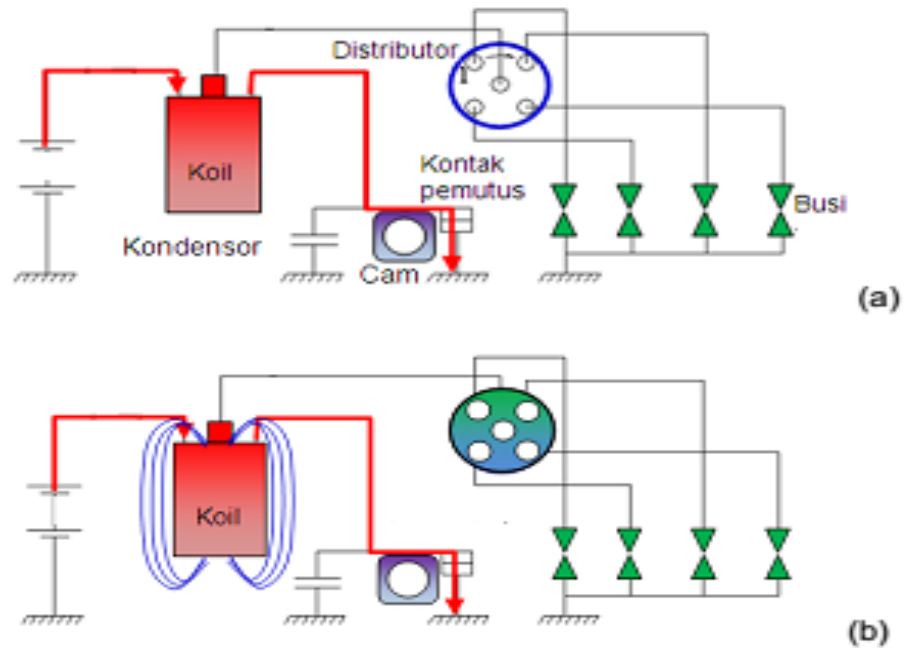 Distributor
Koil
Kontak
pemutus
Busi
Kondensor
Cam
(a)
Koil
(b)